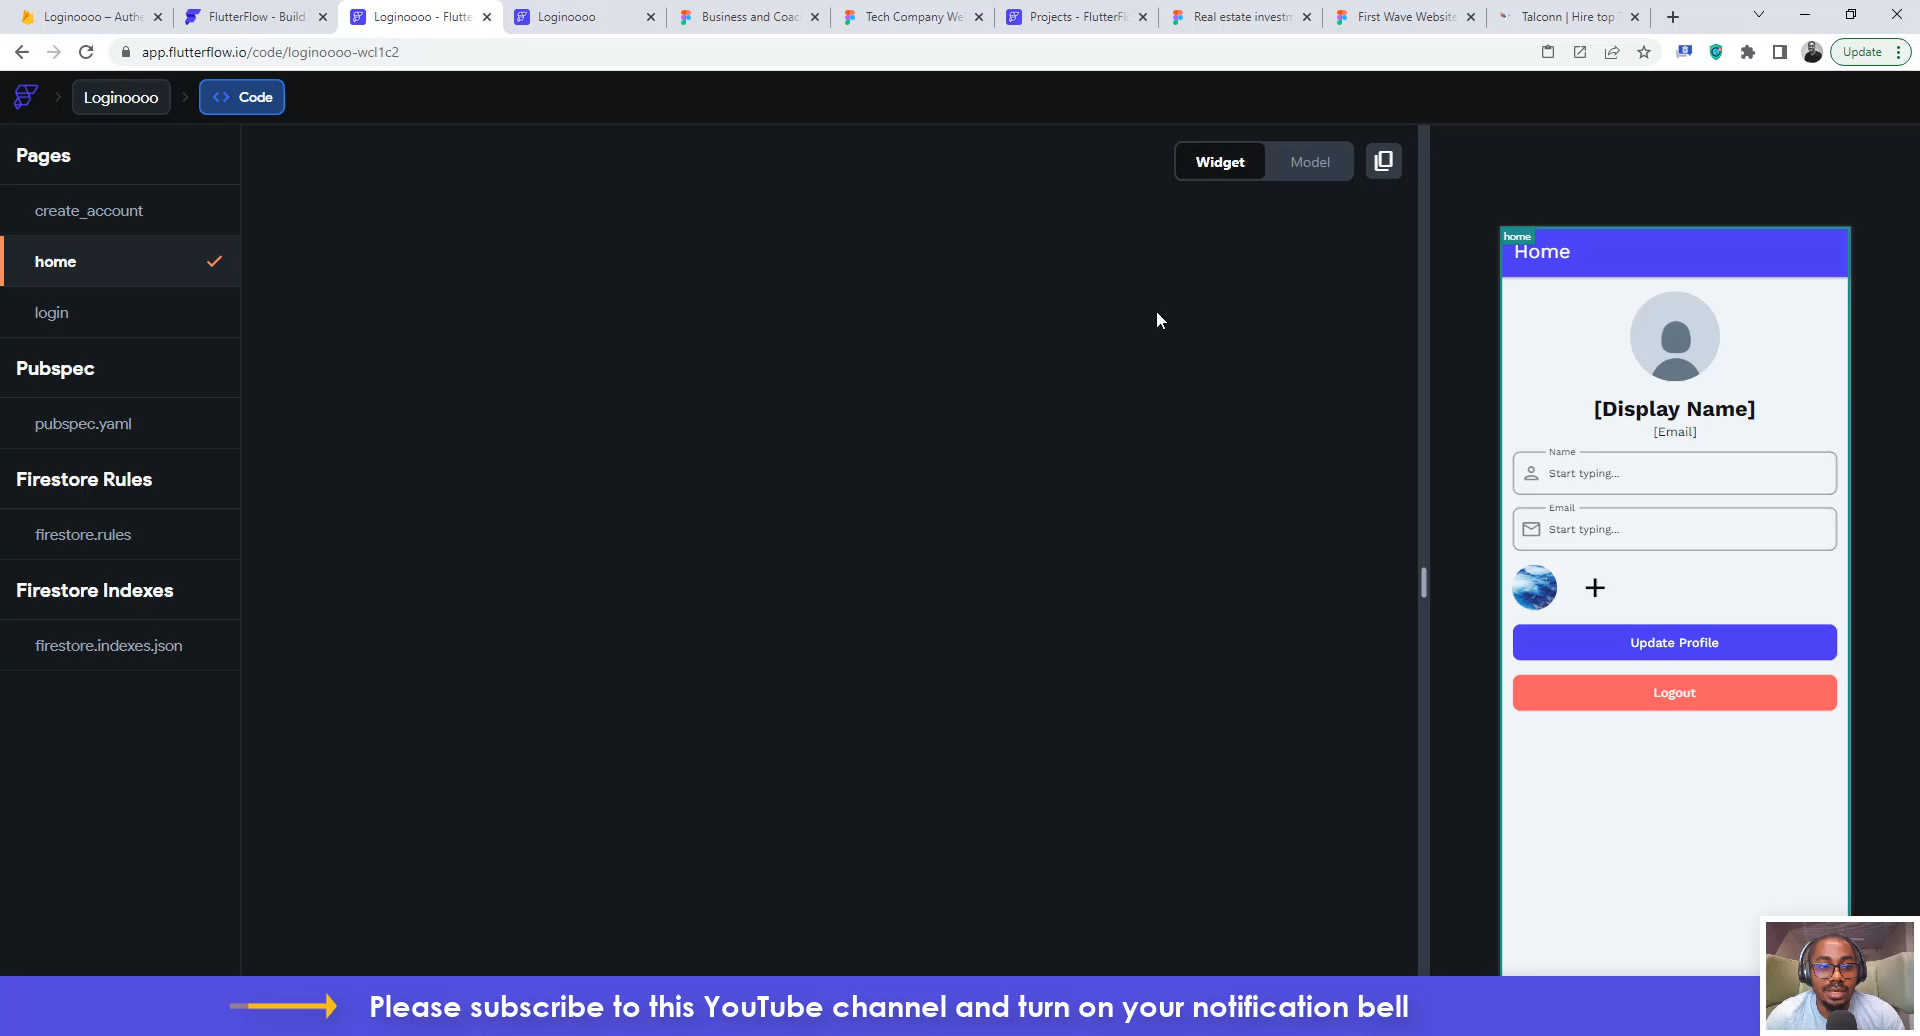 Loginoooo – Authe
FlutterFlow - Build
Loginoooo - Flutte
Loginoooo
Business and Coac
Tech Company We
Projects - FlutterFl
Real estate investm
First Wave Website
Talconn | Hire top T
app.flutterflow.io/code/loginoooo-wcl1c2
Update
Loginoooo
Code
Pages
create_account
home
login
Pubspec
pubspec.yaml
Firestore Rules
firestore.rules
Firestore Indexes
firestore.indexes.json
Widget
Model
home
Home
[Display Name]
[Email]
Name
Start typing...
Email
Start typing...
Update Profile
Logout
Please subscribe to this YouTube channel and turn on your notification bell